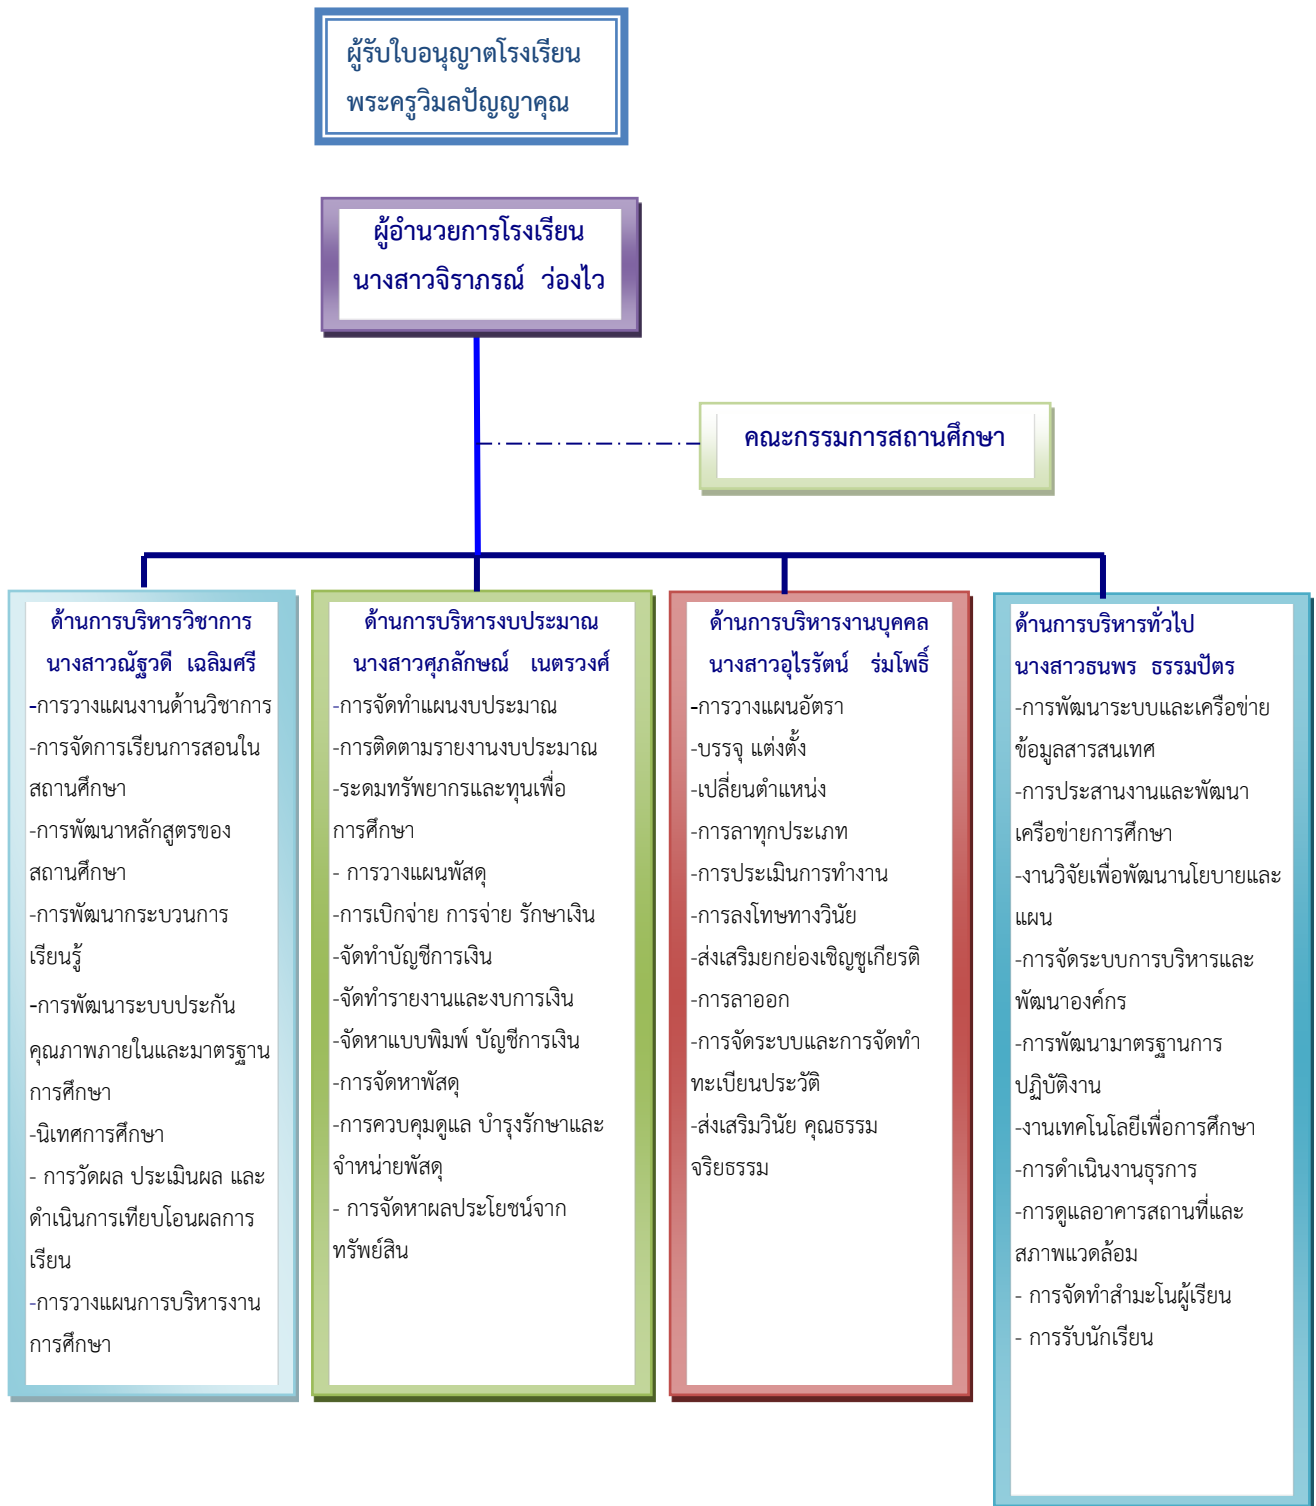 ผู้รับใบอนุญาตโรงเรียน
พระครูวิมลปัญญาคุณ
ผู้อำนวยการโรงเรียน
นางสาวจิราภรณ์ ว่องไว
คณะกรรมการสถานศึกษา
ด้านการบริหารวิชาการ
นางสาวณัฐวดี เฉลิมศรี
-การวางแผนงานด้านวิชาการ
-การจัดการเรียนการสอนใน
สถานศึกษา
-การพัฒนาหลักสูตรของ
สถานศึกษา
-การพัฒนากระบวนการ
เรียนรู้
-การพัฒนาระบบประกัน
คุณภาพภายในและมาตรฐาน
การศึกษา
-นิเทศการศึกษา
- การวัดผล ประเมินผล และ
ดำเนินการเทียบโอนผลการ
เรียน
-การวางแผนการบริหารงาน
การศึกษา
ด้านการบริหารงบประมาณ
นางสาวศุภลักษณ์ เนตรวงศ์
-การจัดทำแผนงบประมาณ
-การติดตามรายงานงบประมาณ
-ระดมทรัพยากรและทุนเพื่อ
การศึกษา
- การวางแผนพัสดุ
-การเบิกจ่าย การจ่าย รักษาเงิน
-จัดทำบัญชีการเงิน
-จัดทำรายงานและงบการเงิน
-จัดหาแบบพิมพ์ บัญชีการเงิน
-การจัดหาพัสดุ
-การควบคุมดูแล บำรุงรักษาและ
จำหน่ายพัสดุ
- การจัดหาผลประโยชน์จาก
ทรัพย์สิน
ด้านการบริหารงานบุคคล
นางสาวอุไรรัตน์ ร่มโพธิ์
-การวางแผนอัตรา
-บรรจุ แต่งตั้ง
-เปลี่ยนตำแหน่ง
-การลาทุกประเภท
-การประเมินการทำงาน
-การลงโทษทางวินัย
-ส่งเสริมยกย่องเชิญชูเกียรติ
-การลาออก
-การจัดระบบและการจัดทำ
ทะเบียนประวัติ
-ส่งเสริมวินัย คุณธรรม
จริยธรรม
ด้านการบริหารทั่วไป
นางสาวธนพร ธรรมปัตร
-การพัฒนาระบบและเครือข่าย
ข้อมูลสารสนเทศ
-การประสานงานและพัฒนา
เครือข่ายการศึกษา
-งานวิจัยเพื่อพัฒนานโยบายและ
แผน
-การจัดระบบการบริหารและ
พัฒนาองค์กร
-การพัฒนามาตรฐานการ
ปฏิบัติงาน
-งานเทคโนโลยีเพื่อการศึกษา
-การดำเนินงานธุรการ
-การดูแลอาคารสถานที่และ
สภาพแวดล้อม
- การจัดทำสำมะโนผู้เรียน
- การรับนักเรียน